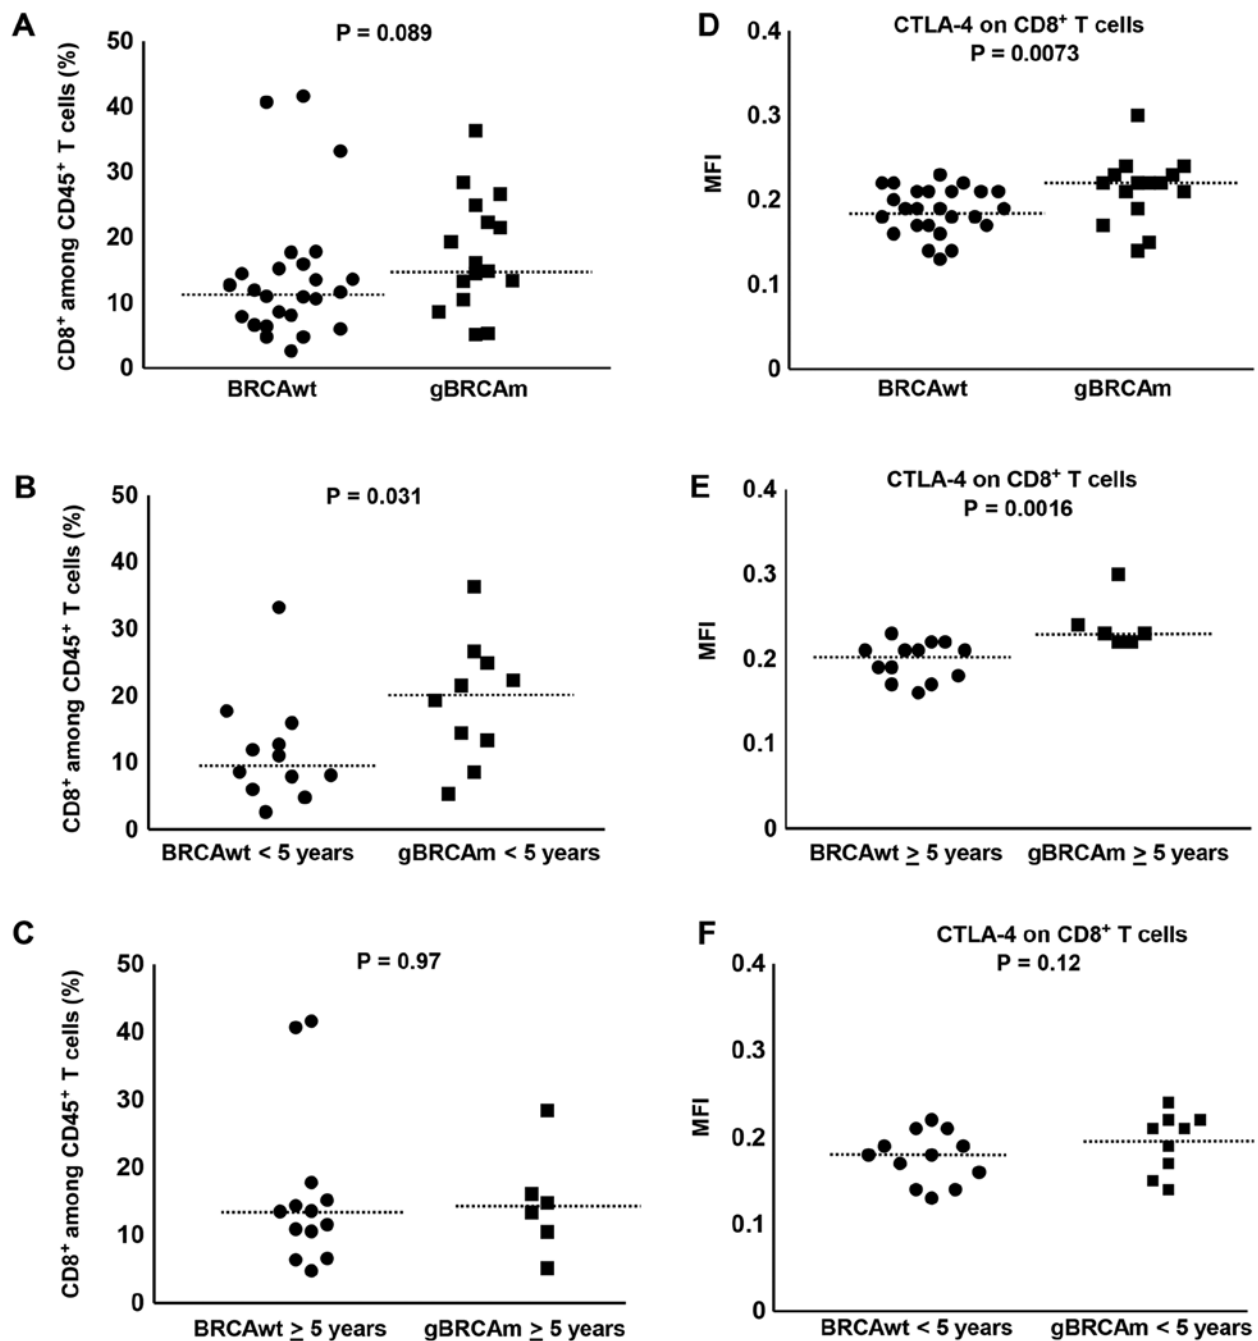 A
P = 0.089
CD8⁺ among CD45⁺ T cells (%)
50
40
30
20
10
0
BRCAwt
gBRCAm
D
CTLA-4 on CD8⁺ T cells
P = 0.0073
MFI
0.4
0.3
0.2
0.1
0
BRCAwt
gBRCAm
B
P = 0.031
CD8⁺ among CD45⁺ T cells (%)
50
40
30
20
10
0
BRCAwt < 5 years
gBRCAm < 5 years
E
CTLA-4 on CD8⁺ T cells
P = 0.0016
MFI
0.4
0.3
0.2
0.1
0
BRCAwt ≥ 5 years
gBRCAm ≥ 5 years
C
P = 0.97
CD8⁺ among CD45⁺ T cells (%)
50
40
30
20
10
0
BRCAwt ≥ 5 years
gBRCAm ≥ 5 years
F
CTLA-4 on CD8⁺ T cells
P = 0.12
MFI
0.4
0.3
0.2
0.1
0
BRCAwt < 5 years
gBRCAm < 5 years